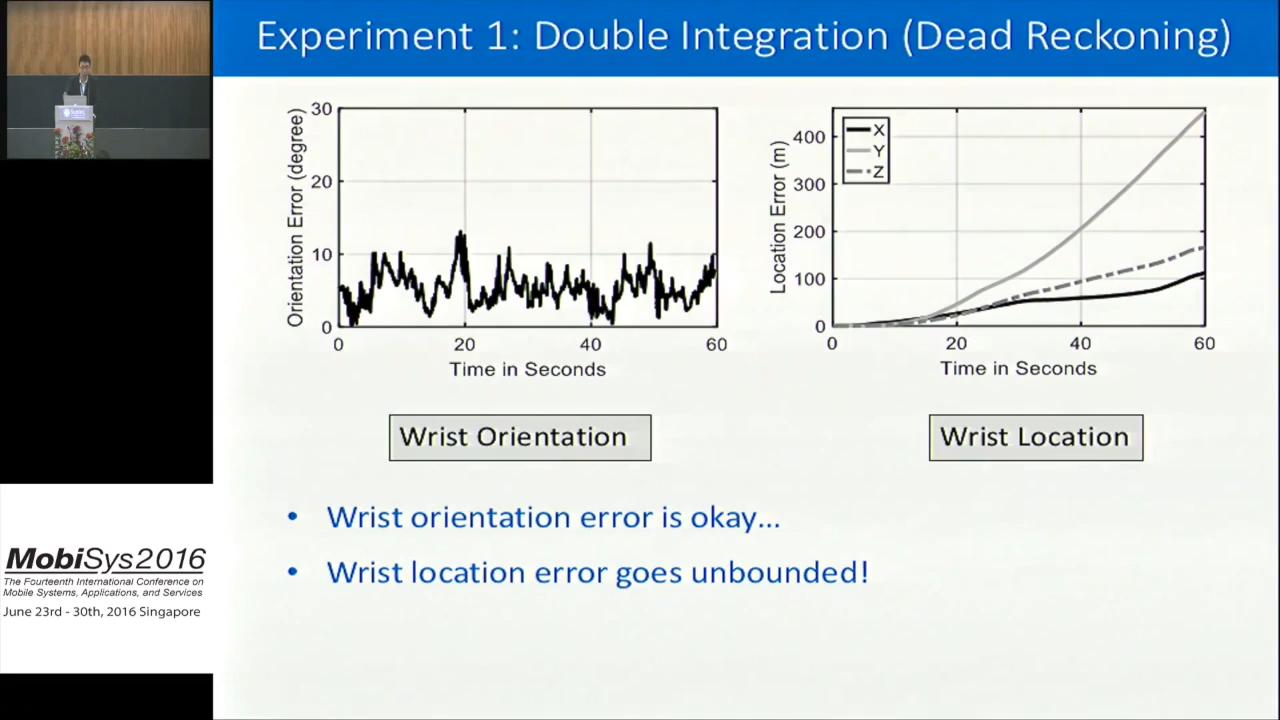 Experiment 1: Double Integration (Dead Reckoning)
Orientation Error (degree)
30
20
10
0
0 20 40 60
Time in Seconds
Wrist Orientation
Location Error (m)
400
300
200
100
0
X
Y
Z
0 20 40 60
Time in Seconds
Wrist Location
• Wrist orientation error is okay...
• Wrist location error goes unbounded!
MobiSys2016
The Fourteenth International Conference on
Mobile Systems, Applications, and Services
June 23rd - 30th, 2016 Singapore